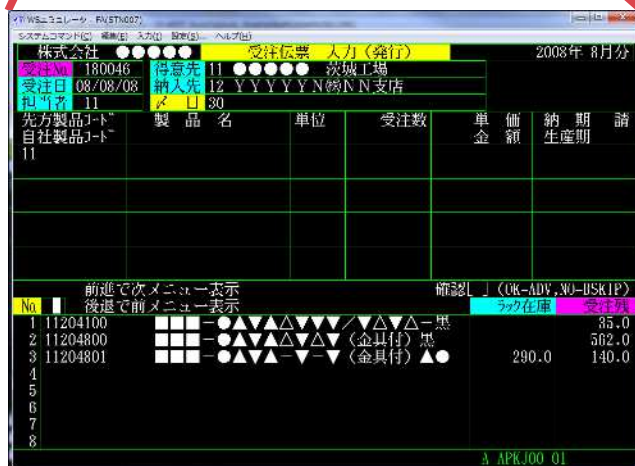 WSエミュレータ - FN(STN007)
システムコマンド(C) 編集(E) 入力(I) 設定(S)... ヘルプ(H)
株式会社 ●●●●● 受注伝票 入力(発行) 2008年 8月分
受注No 180046 得意先 11 ●●●●● 茨城工場
受注日 08/08/08 納入先 12 YYYYYN㈱NN支店
担当者 11 〆 日 30
先方製品コード 製 品 名 単位 受注数 単 価 納 期 請
自社製品コード 金 額 生産期
11
前進で次メニュー表示 確認[ ] (OK-ADV,NO-USKIP)
No 後退で前メニュー表示 ラック在庫 受注残
1 11204100 ■■■-●▲▼▲△▼▼▼/▼△▼△-黒 35.0
2 11204800 ■■■-●▲▼▲△▼△▼(金具付)黒 562.0
3 11204801 ■■■-●▲▼▲-▼-▼(金具付)▲● 290.0 140.0
4
5
6
7
8
A APKJ00 01